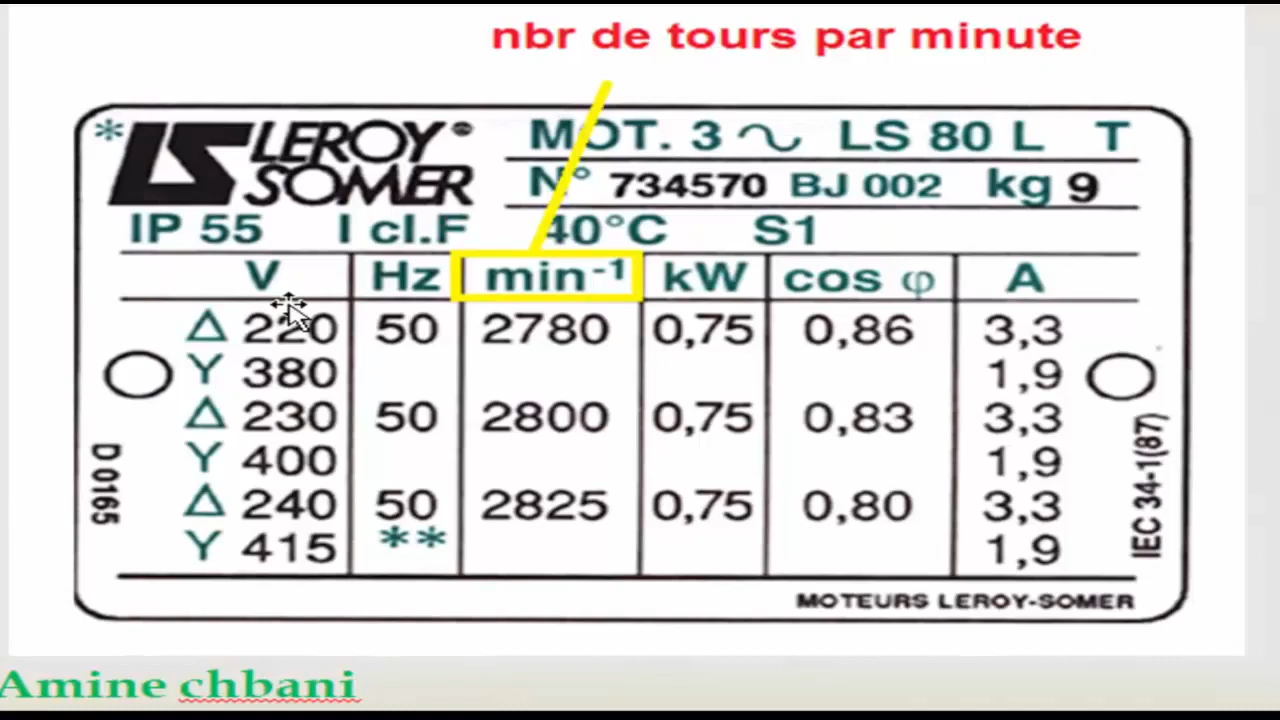 nbr de tours par minute
* LS LEROY® SOMER
MOT. 3 ∿ LS 80 L T
N° 734570 BJ 002 kg 9
IP 55 I cl.F 40°C S1
V Hz min⁻¹ kW cos φ A
Δ 220 50 2780 0,75 0,86 3,3
Y 380 1,9
Δ 230 50 2800 0,75 0,83 3,3
Y 400 1,9
Δ 240 50 2825 0,75 0,80 3,3
Y 415 ** 1,9
D 0165
IEC 34-1(87)
MOTEURS LEROY-SOMER
Amine chbani